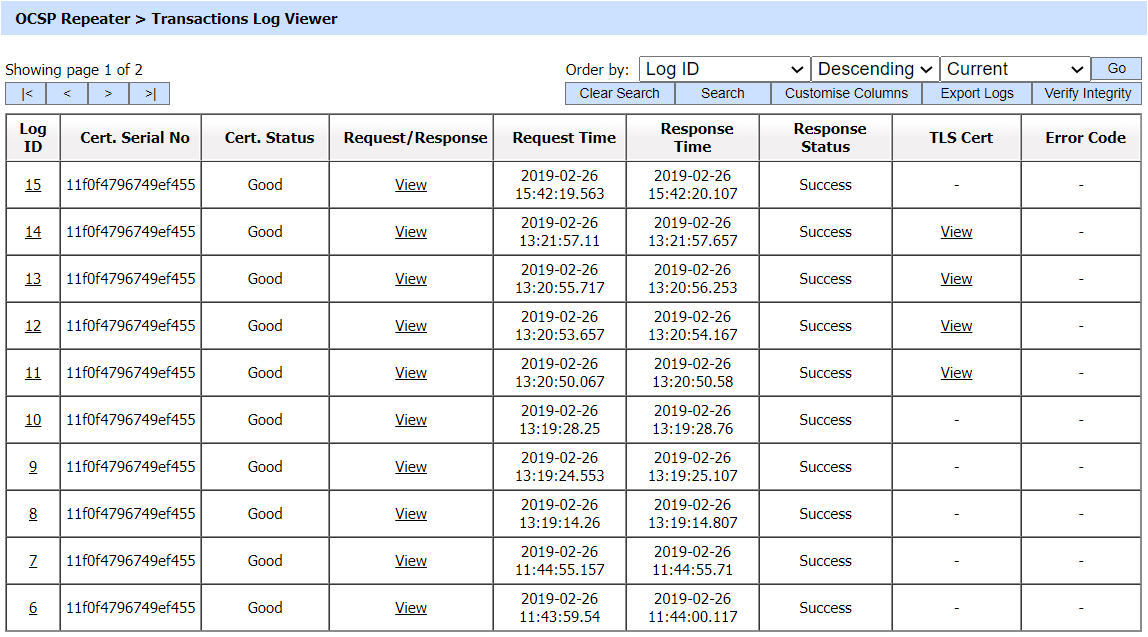 OCSP Repeater > Transactions Log Viewer
Showing page 1 of 2
Order by: Log ID Descending Current Go
|< < > >| Clear Search Search Customise Columns Export Logs Verify Integrity
Log ID Cert. Serial No Cert. Status Request/Response Request Time Response Time Response Status TLS Cert Error Code
15 11f0f4796749ef455 Good View 2019-02-26 15:42:19.563 2019-02-26 15:42:20.107 Success - -
14 11f0f4796749ef455 Good View 2019-02-26 13:21:57.11 2019-02-26 13:21:57.657 Success View -
13 11f0f4796749ef455 Good View 2019-02-26 13:20:55.717 2019-02-26 13:20:56.253 Success View -
12 11f0f4796749ef455 Good View 2019-02-26 13:20:53.657 2019-02-26 13:20:54.167 Success View -
11 11f0f4796749ef455 Good View 2019-02-26 13:20:50.067 2019-02-26 13:20:50.58 Success View -
10 11f0f4796749ef455 Good View 2019-02-26 13:19:28.25 2019-02-26 13:19:28.76 Success - -
9 11f0f4796749ef455 Good View 2019-02-26 13:19:24.553 2019-02-26 13:19:25.107 Success - -
8 11f0f4796749ef455 Good View 2019-02-26 13:19:14.26 2019-02-26 13:19:14.807 Success - -
7 11f0f4796749ef455 Good View 2019-02-26 11:44:55.157 2019-02-26 11:44:55.71 Success - -
6 11f0f4796749ef455 Good View 2019-02-26 11:43:59.54 2019-02-26 11:44:00.117 Success - -